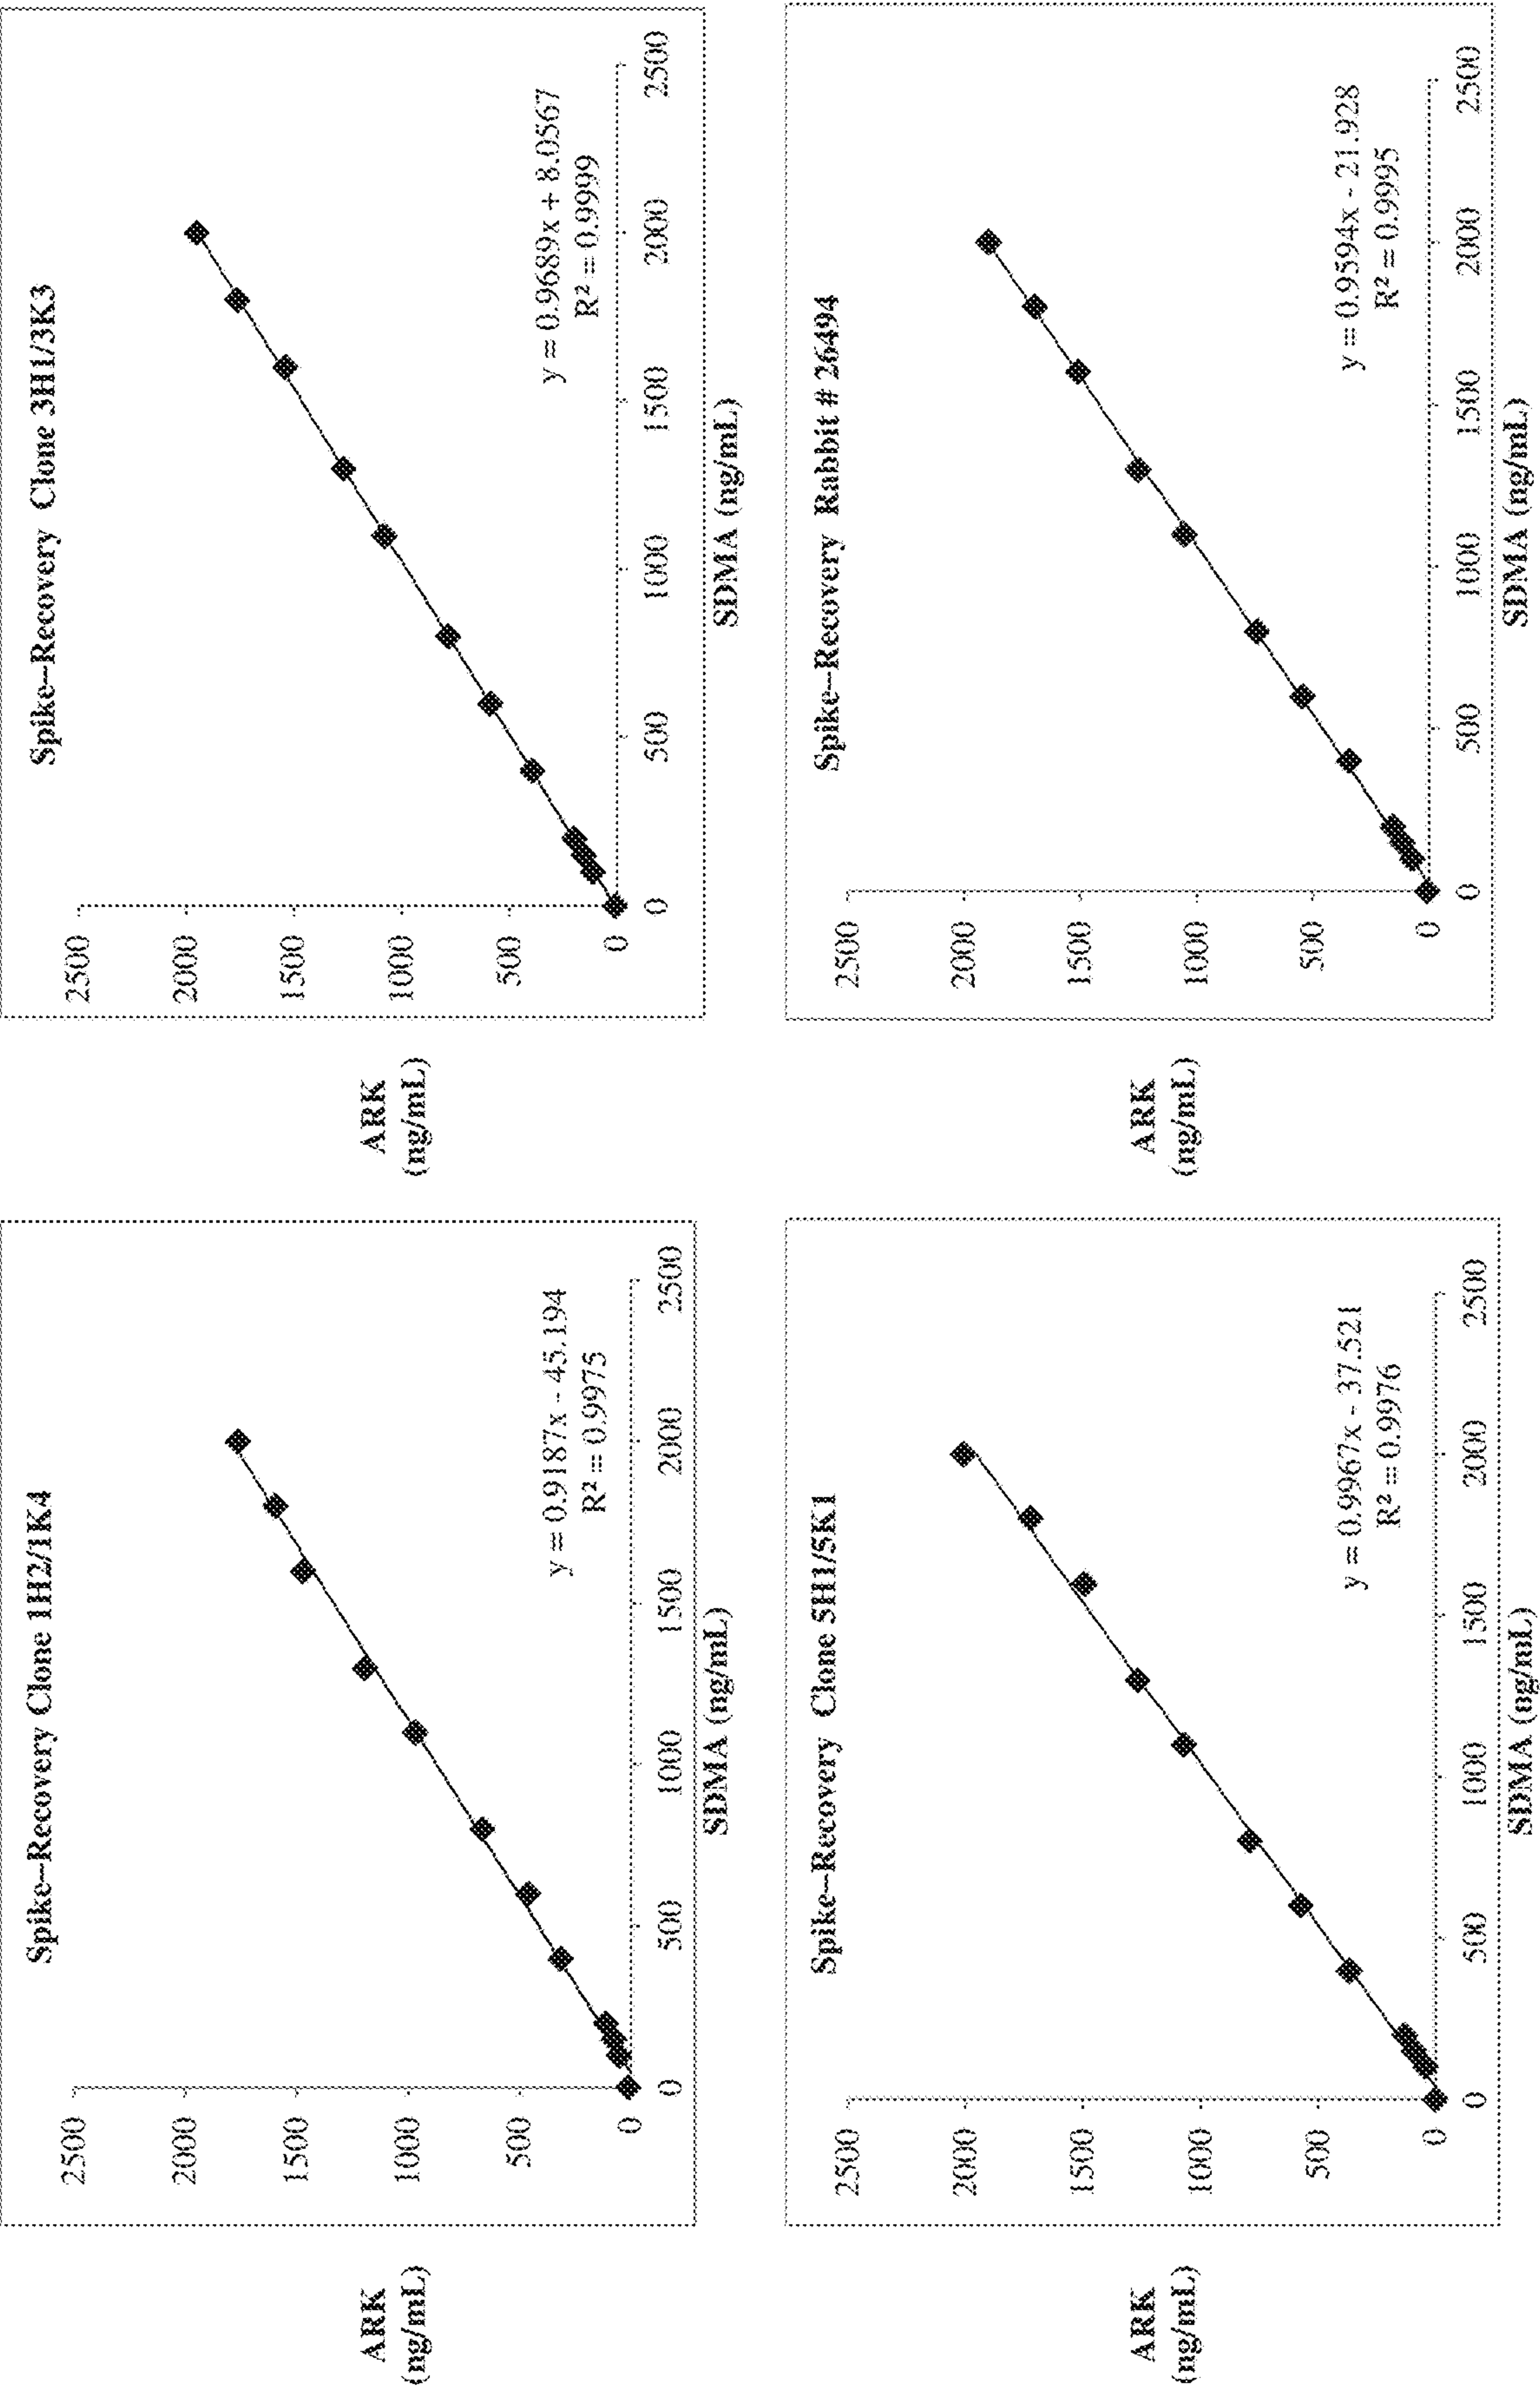 Spike–Recovery Clone 1H2/1K4
ARK
(ng/mL)
2500
2000
1500
1000
500
0
y = 0.9187x - 45.194
R² = 0.9975
0 500 1000 1500 2000 2500
SDMA (ng/mL)
Spike–Recovery Clone 3H1/3K3
ARK
(ng/mL)
2500
2000
1500
1000
500
0
y = 0.9689x + 8.0567
R² = 0.9999
0 500 1000 1500 2000 2500
SDMA (ng/mL)
Spike–Recovery Clone 5H1/5K1
ARK
(ng/mL)
2500
2000
1500
1000
500
0
y = 0.9967x - 37.521
R² = 0.9976
0 500 1000 1500 2000 2500
SDMA (ng/mL)
Spike–Recovery Rabbit # 26494
ARK
(ng/mL)
2500
2000
1500
1000
500
0
y = 0.9594x - 21.928
R² = 0.9995
0 500 1000 1500 2000 2500
SDMA (ng/mL)